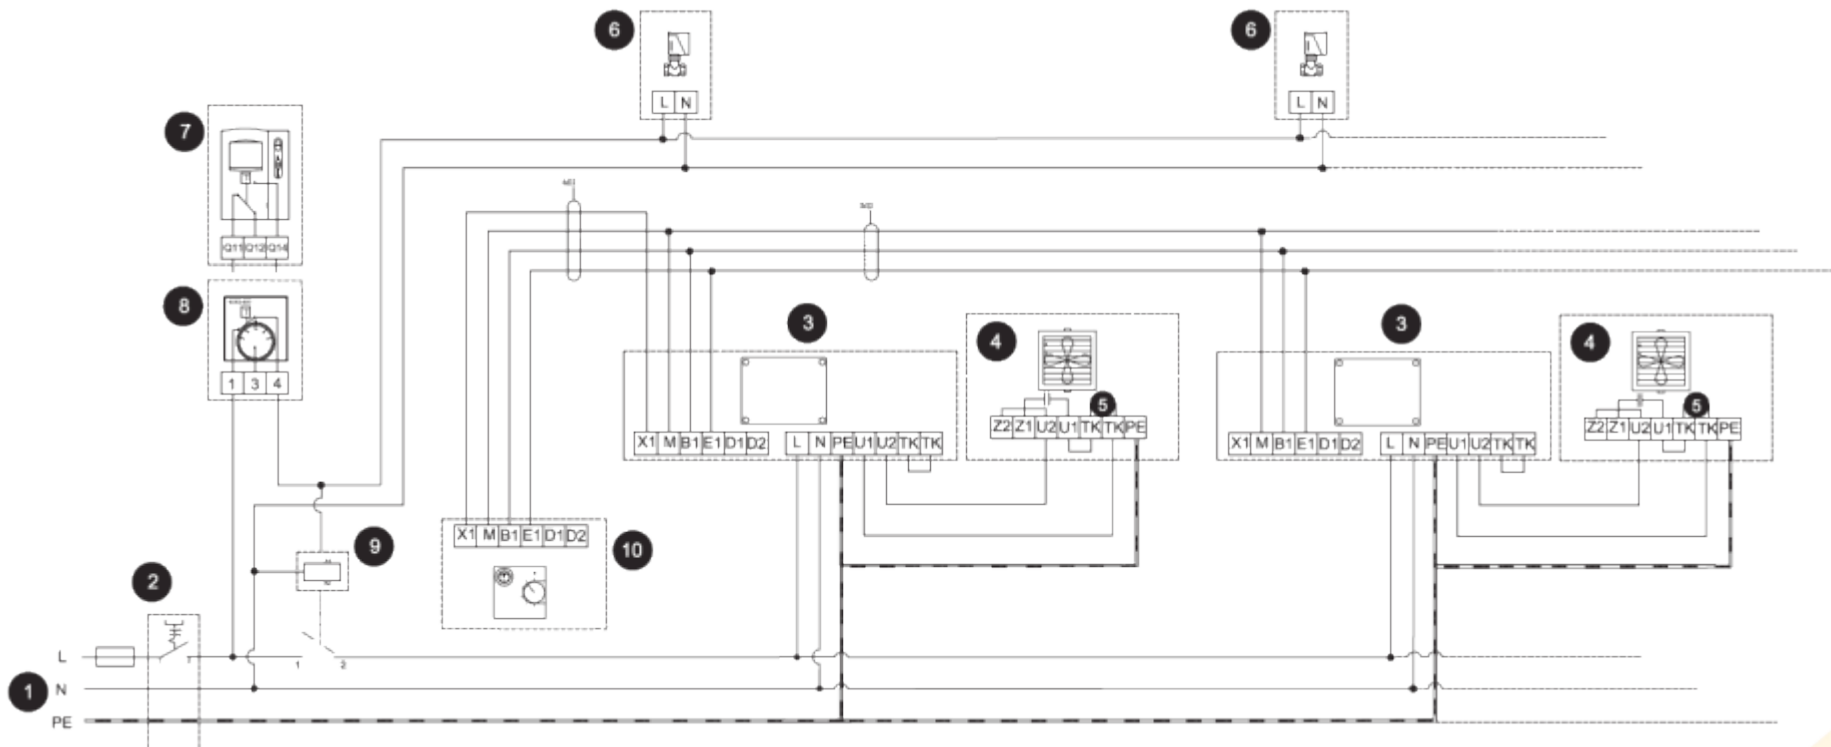 6
6
L N
L N
7
Q11 Q12 Q14
8
1 3 4
3
4
5
Z2 Z1 U2 U1 TK TK PE
X1 M B1 E1 D1 D2
L N PE U1 U2 TK TK
3
4
5
Z2 Z1 U2 U1 TK TK PE
X1 M B1 E1 D1 D2
L N PE U1 U2 TK TK
9
X1 M B1 E1 D1 D2
10
2
L
1 2
1
N
PE